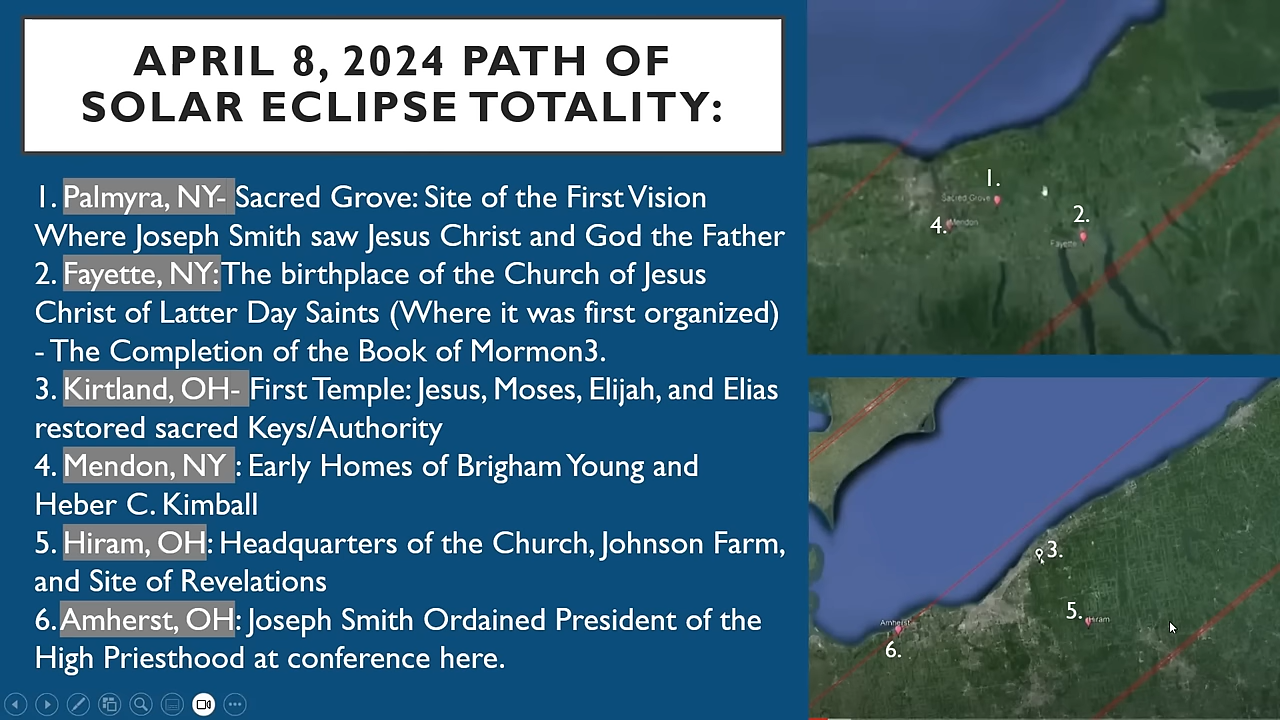 APRIL 8, 2024 PATH OF
SOLAR ECLIPSE TOTALITY:
1. Palmyra, NY- Sacred Grove: Site of the First Vision
Where Joseph Smith saw Jesus Christ and God the Father
2. Fayette, NY: The birthplace of the Church of Jesus
Christ of Latter Day Saints (Where it was first organized)
- The Completion of the Book of Mormon3.
3. Kirtland, OH- First Temple: Jesus, Moses, Elijah, and Elias
restored sacred Keys/Authority
4. Mendon, NY : Early Homes of Brigham Young and
Heber C. Kimball
5. Hiram, OH: Headquarters of the Church, Johnson Farm,
and Site of Revelations
6. Amherst, OH: Joseph Smith Ordained President of the
High Priesthood at conference here.
1.
Sacred Grove
2.
4. Mendon
Fayette
3.
5. Hiram
Amherst
6.